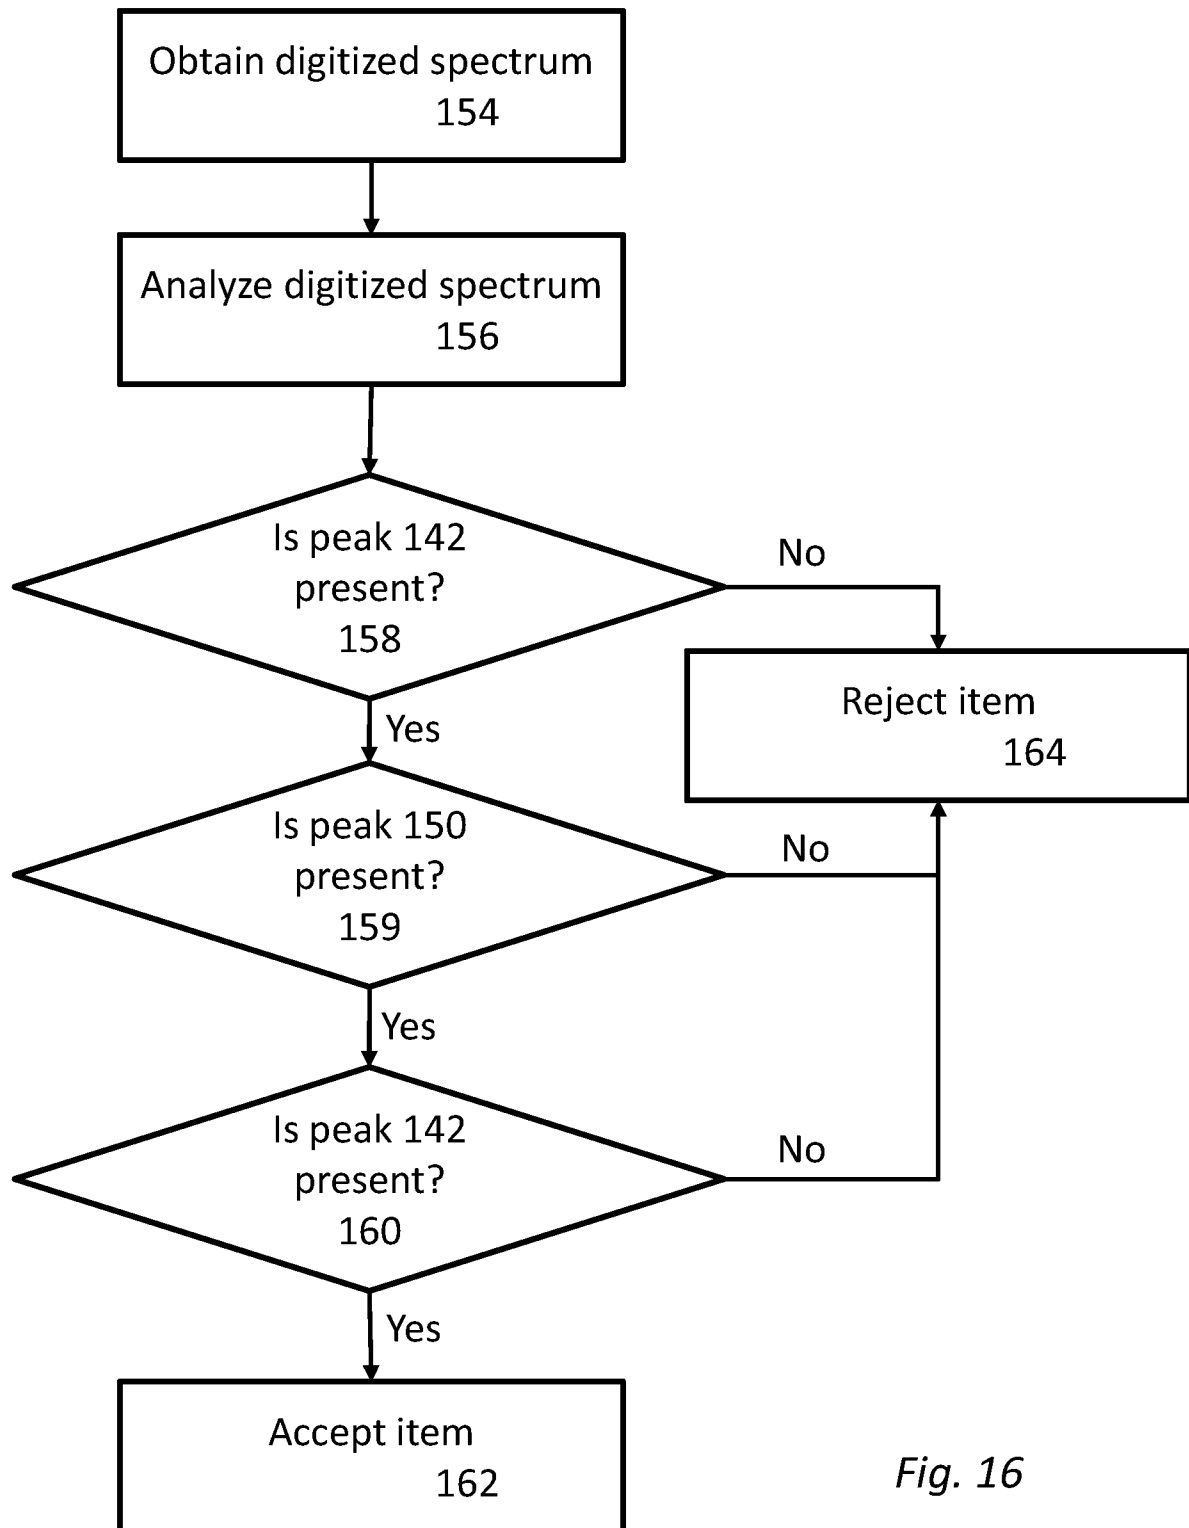 Obtain digitized spectrum
154
Analyze digitized spectrum
156
Is peak 142
present?
158
No
Yes
Reject item
164
Is peak 150
present?
159
No
Yes
Is peak 142
present?
160
No
Yes
Accept item
162
Fig. 16